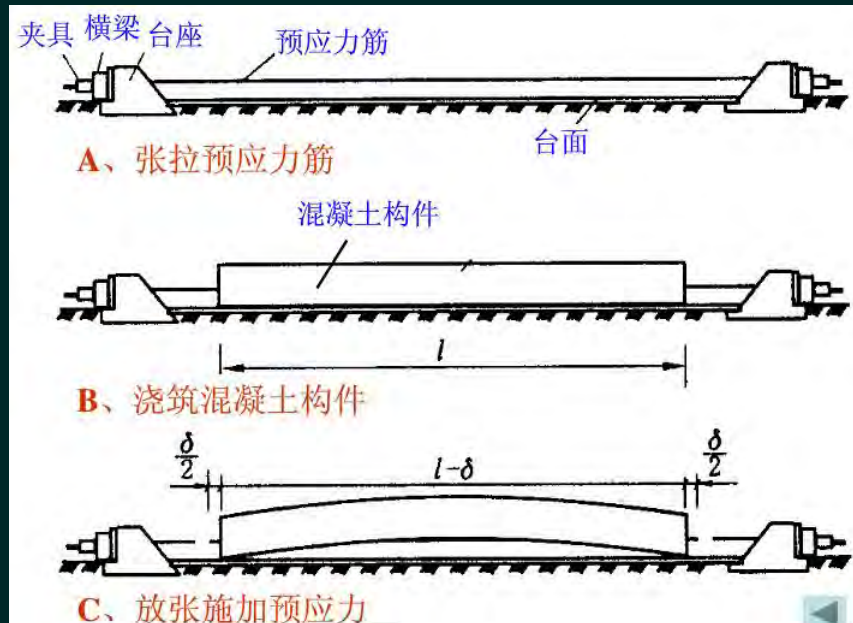 夹具 横梁 台座
预应力筋
台面
A、张拉预应力筋
混凝土构件
l
B、浇筑混凝土构件
δ/2
l-δ
δ/2
C、放张施加预应力